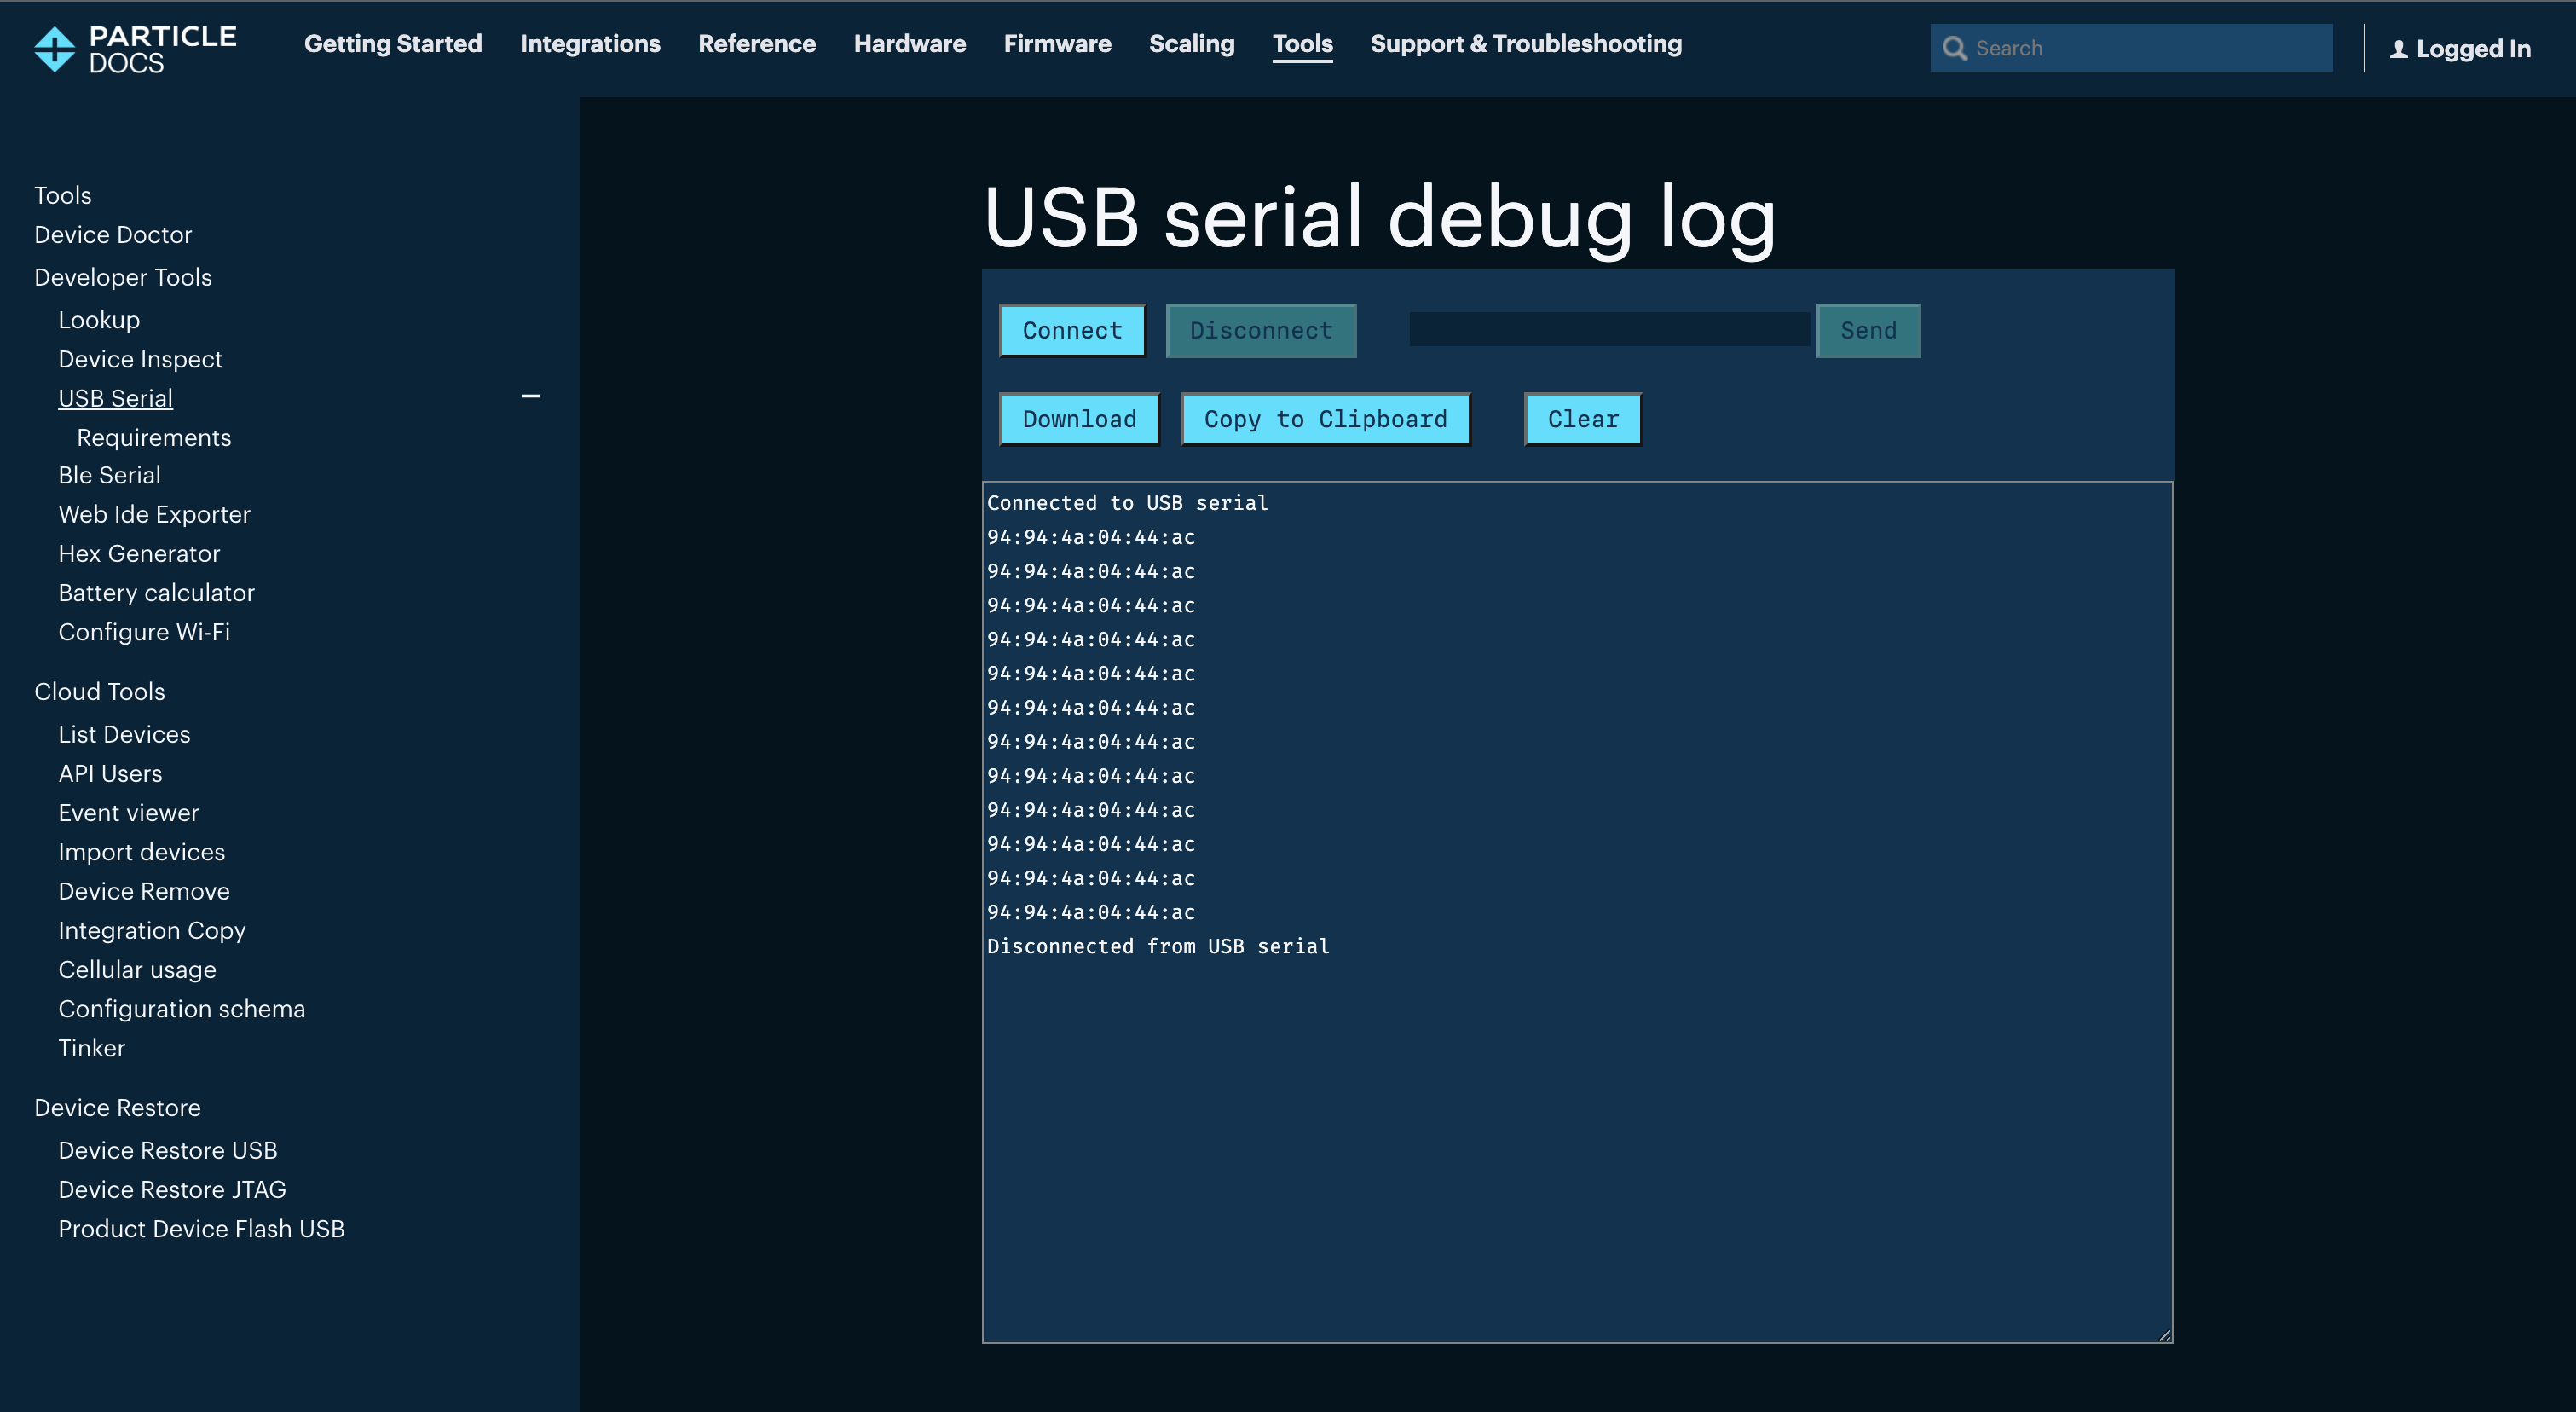 PARTICLE
DOCS
Getting Started Integrations Reference Hardware Firmware Scaling Tools Support & Troubleshooting
Search
Logged In
Tools
Device Doctor
Developer Tools
Lookup
Device Inspect
USB Serial
Requirements
Ble Serial
Web Ide Exporter
Hex Generator
Battery calculator
Configure Wi-Fi
Cloud Tools
List Devices
API Users
Event viewer
Import devices
Device Remove
Integration Copy
Cellular usage
Configuration schema
Tinker
Device Restore
Device Restore USB
Device Restore JTAG
Product Device Flash USB
USB serial debug log
Connect Disconnect Send
Download Copy to Clipboard Clear
Connected to USB serial
94:94:4a:04:44:ac
94:94:4a:04:44:ac
94:94:4a:04:44:ac
94:94:4a:04:44:ac
94:94:4a:04:44:ac
94:94:4a:04:44:ac
94:94:4a:04:44:ac
94:94:4a:04:44:ac
94:94:4a:04:44:ac
94:94:4a:04:44:ac
94:94:4a:04:44:ac
94:94:4a:04:44:ac
Disconnected from USB serial